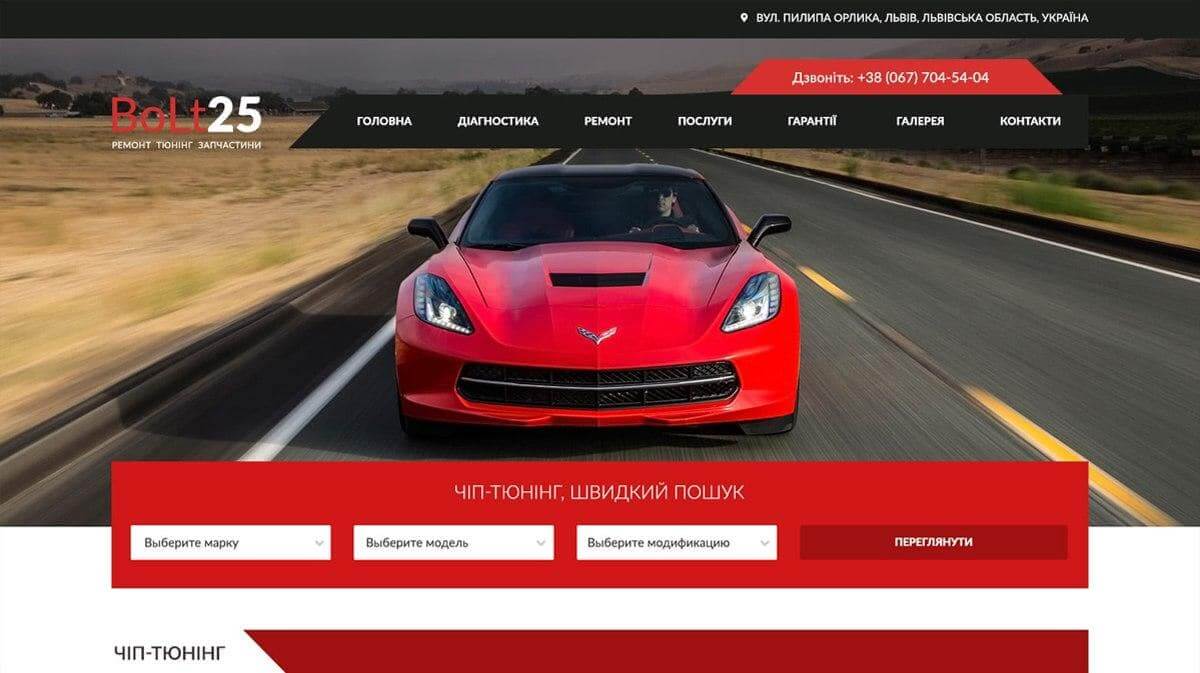 ВУЛ. ПИЛИПА ОРЛИКА, ЛЬВІВ, ЛЬВІВСЬКА ОБЛАСТЬ, УКРАЇНА
Дзвоніть: +38 (067) 704-54-04
BoLt25
РЕМОНТ ТЮНІНГ ЗАПЧАСТИНИ
ГОЛОВНА ДІАГНОСТИКА РЕМОНТ ПОСЛУГИ ГАРАНТІЇ ГАЛЕРЕЯ КОНТАКТИ
ЧІП-ТЮНІНГ, ШВИДКИЙ ПОШУК
Выберите марку Выберите модель Выберите модификацию ПЕРЕГЛЯНУТИ
ЧІП-ТЮНІНГ